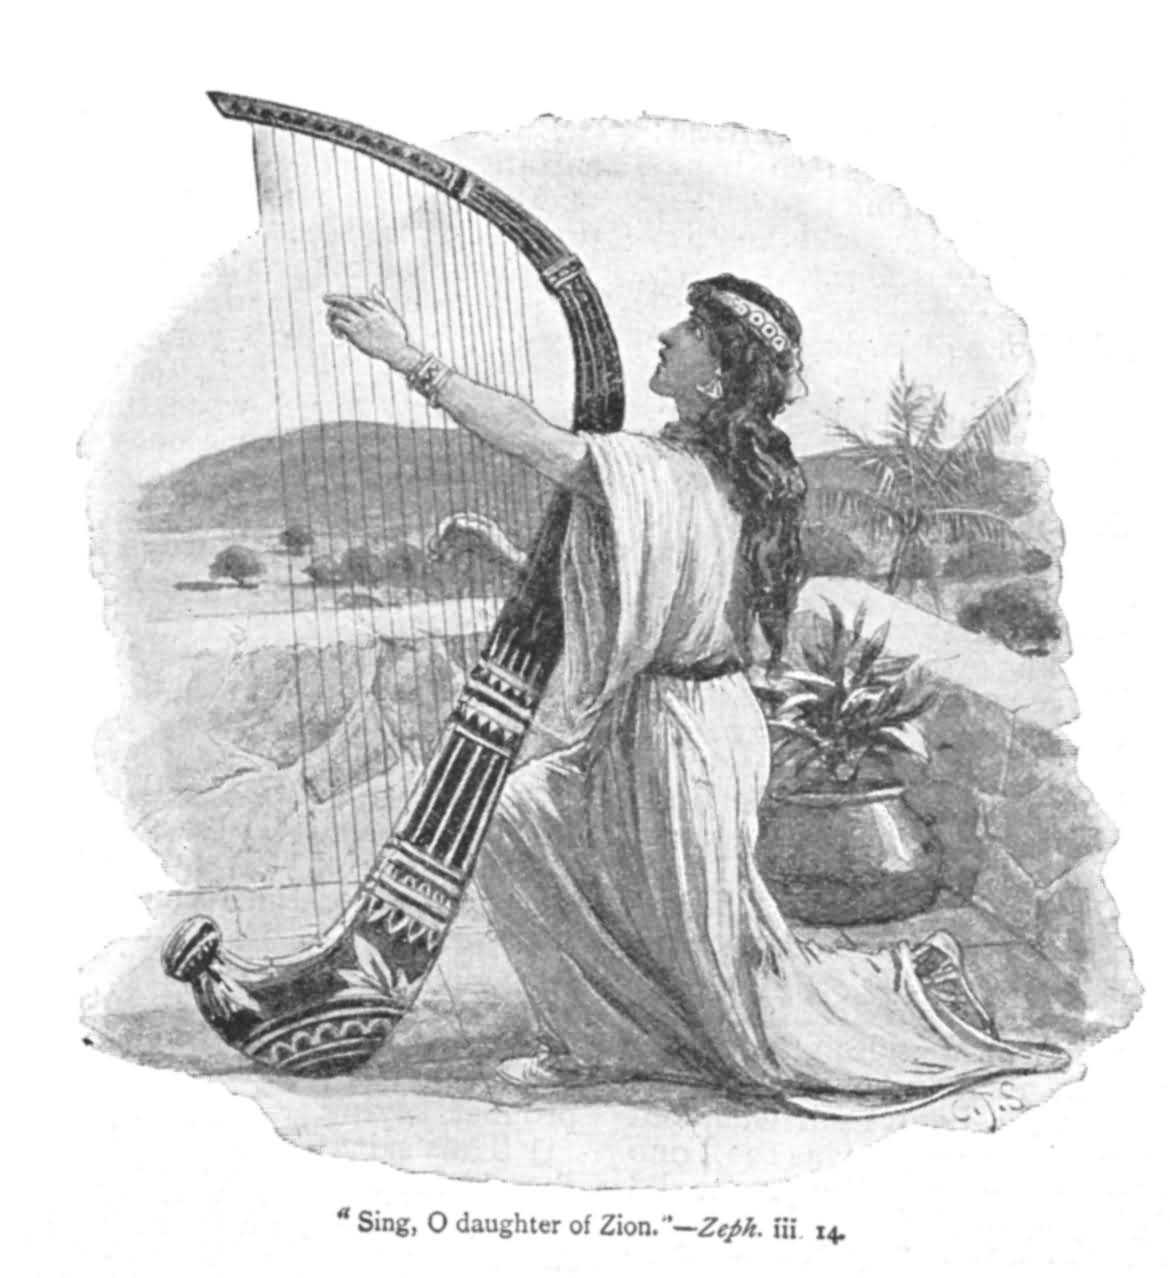 C.J.S.
“ Sing, O daughter of Zion.”—Zeph. iii. 14.